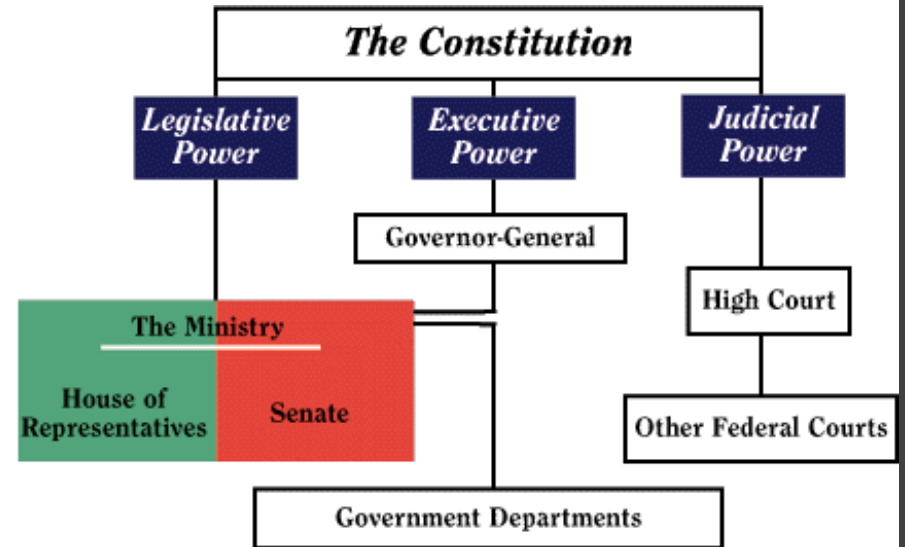 The Constitution
Legislative
Power
Executive
Power
Judicial
Power
Governor-General
High Court
The Ministry
House of
Representatives
Senate
Other Federal Courts
Government Departments